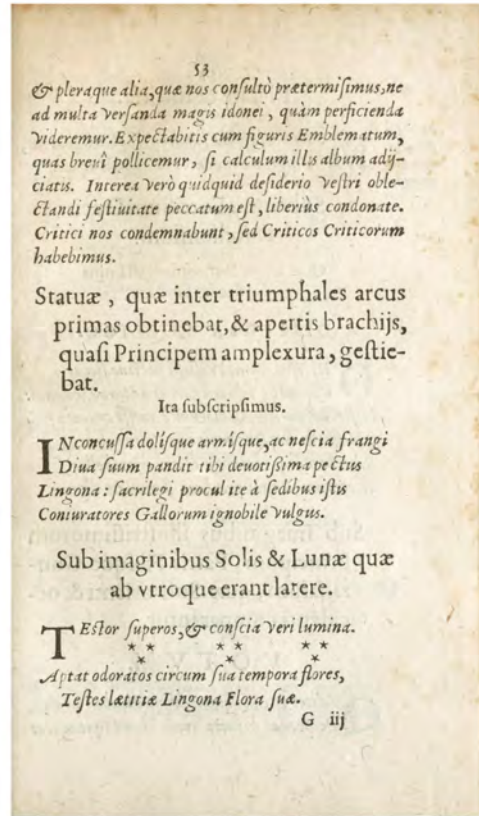 53
& pleraque alia, quæ nos consultò prætermisimus, ne
ad multa versanda magis idonei, quàm perficienda
videremur. Expectabitis cum figuris Emblematum,
quas brevî pollicemur, si calculum illis album adij-
ciatis. Interea verò quidquid desiderio vestri oble-
ctandi festiuitate peccatum est, liberiùs condonate.
Critici nos condemnabunt, sed Criticos Criticorum
habebimus.
Statuæ, quæ inter triumphales arcus
primas obtinebat, & apertis brachijs,
quasi Principem amplexura, gestie-
bat.
Ita subscripsimus.
INconcussa dolísque armísque, ac nescia frangi
Diua suum pandit tibi deuotißima pectus
Lingona: sacrilegi procul ite à sedibus istis
Coniuratores Gallorum ignobile vulgus.
Sub imaginibus Solis & Lunæ quæ
ab vtroque erant latere.
TEstor superos, & conscia veri lumina.
* * * * * *
* * *
Aptat odoratos circum sua tempora flores,
Testes lætitiæ Lingona Flora suæ.
G iij